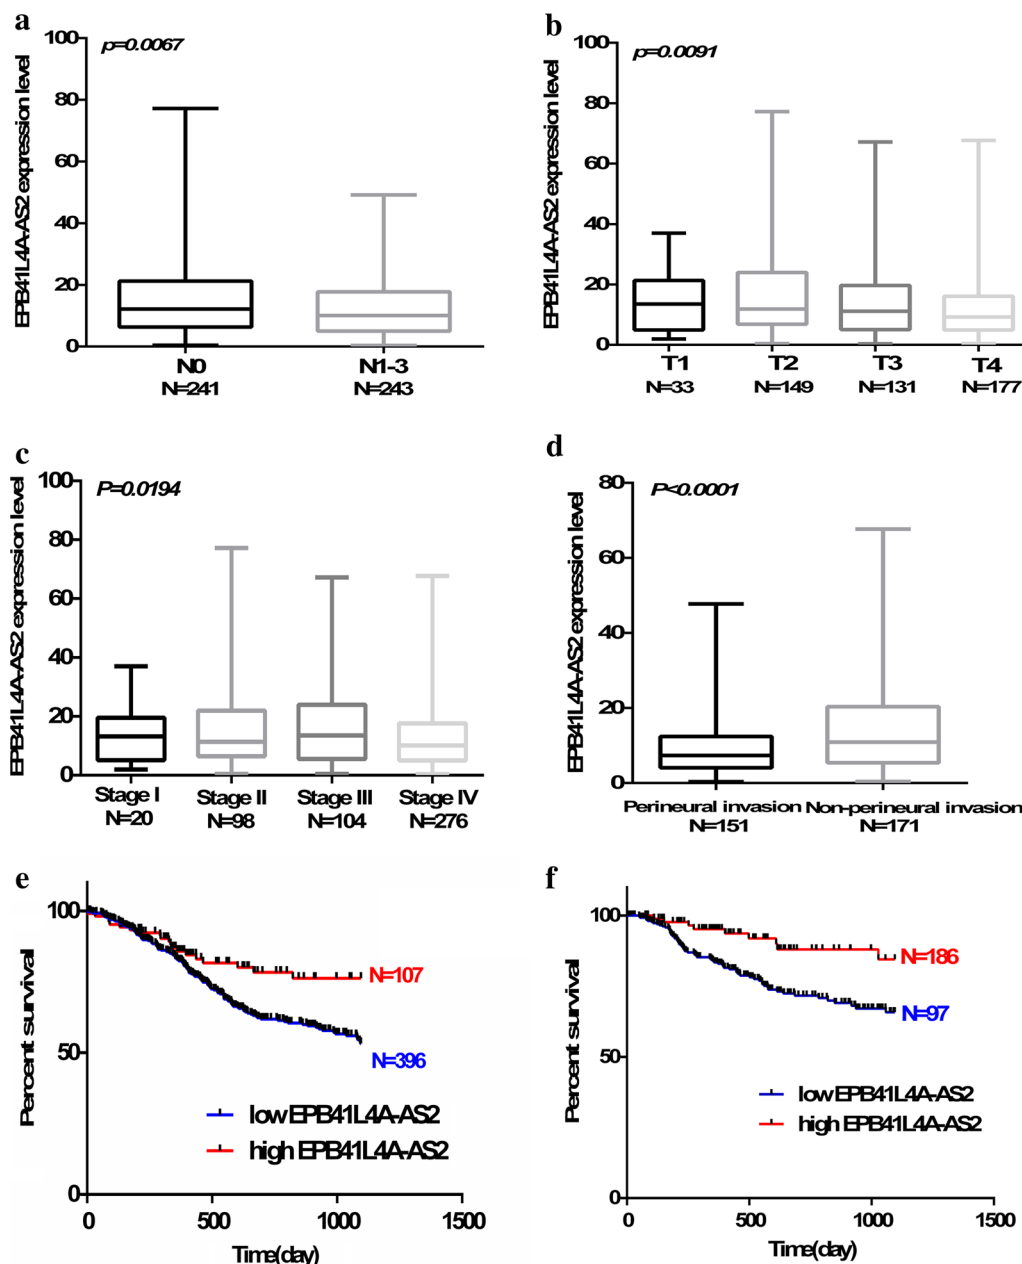 a
p=0.0067
EPB41L4A-AS2 expression level
100
80
60
40
20
0
N0
N1-3
N=241
N=243
b
p=0.0091
EPB41L4A-AS2 expression level
100
80
60
40
20
0
T1
T2
T3
T4
N=33
N=149
N=131
N=177
c
P=0.0194
EPB41L4A-AS2 expression level
100
80
60
40
20
0
Stage I
Stage II
Stage III
Stage IV
N=20
N=98
N=104
N=276
d
P<0.0001
EPB41L4A-AS2 expression level
80
60
40
20
0
Perineural invasion
Non-perineural invasion
N=151
N=171
e
Percent survival
100
50
0
N=107
N=396
low EPB41L4A-AS2
high EPB41L4A-AS2
0
500
1000
1500
Time(day)
f
Percent survival
100
50
0
N=186
N=97
low EPB41L4A-AS2
high EPB41L4A-AS2
0
500
1000
1500
Time(day)